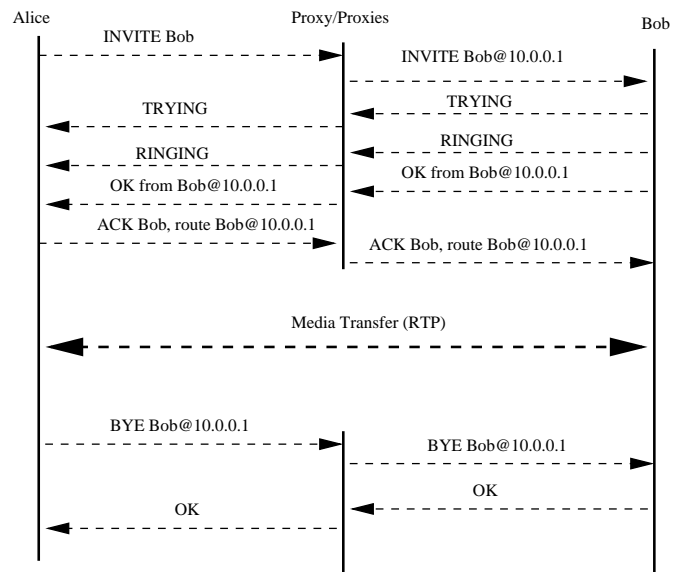 Alice
Proxy/Proxies
Bob
INVITE Bob
INVITE Bob@10.0.0.1
TRYING
TRYING
RINGING
RINGING
OK from Bob@10.0.0.1
OK from Bob@10.0.0.1
ACK Bob, route Bob@10.0.0.1
ACK Bob, route Bob@10.0.0.1
Media Transfer (RTP)
BYE Bob@10.0.0.1
BYE Bob@10.0.0.1
OK
OK